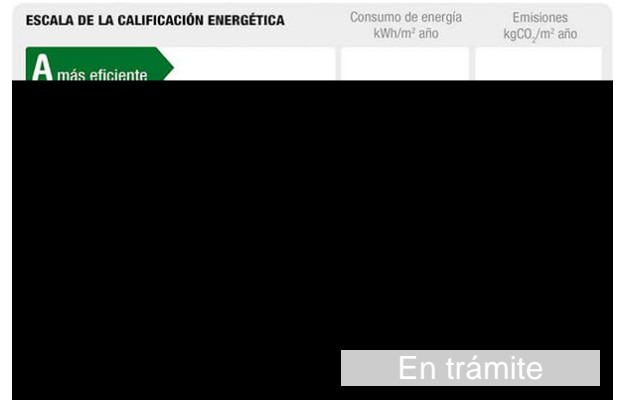 ESCALA DE LA CALIFICACIÓN ENERGÉTICA
Consumo de energía
kWh/m² año
Emisiones
kgCO₂/m² año
A más eficiente
En trámite